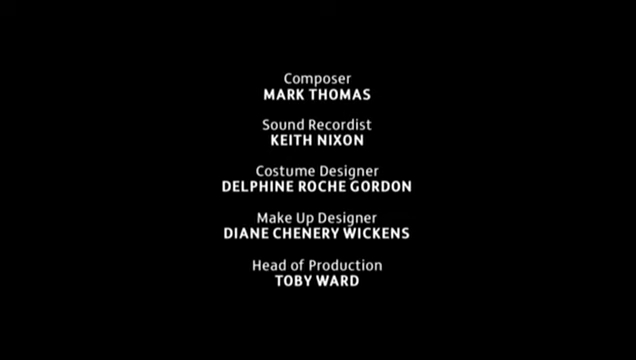 Composer
MARK THOMAS
Sound Recordist
KEITH NIXON
Costume Designer
DELPHINE ROCHE GORDON
Make Up Designer
DIANE CHENERY WICKENS
Head of Production
TOBY WARD